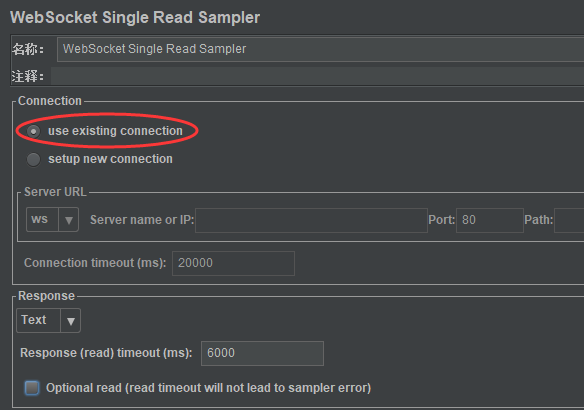 WebSocket Single Read Sampler
名称： WebSocket Single Read Sampler
注释：
Connection
use existing connection
setup new connection
Server URL
ws Server name or IP: Port: 80 Path:
Connection timeout (ms): 20000
Response
Text
Response (read) timeout (ms): 6000
Optional read (read timeout will not lead to sampler error)